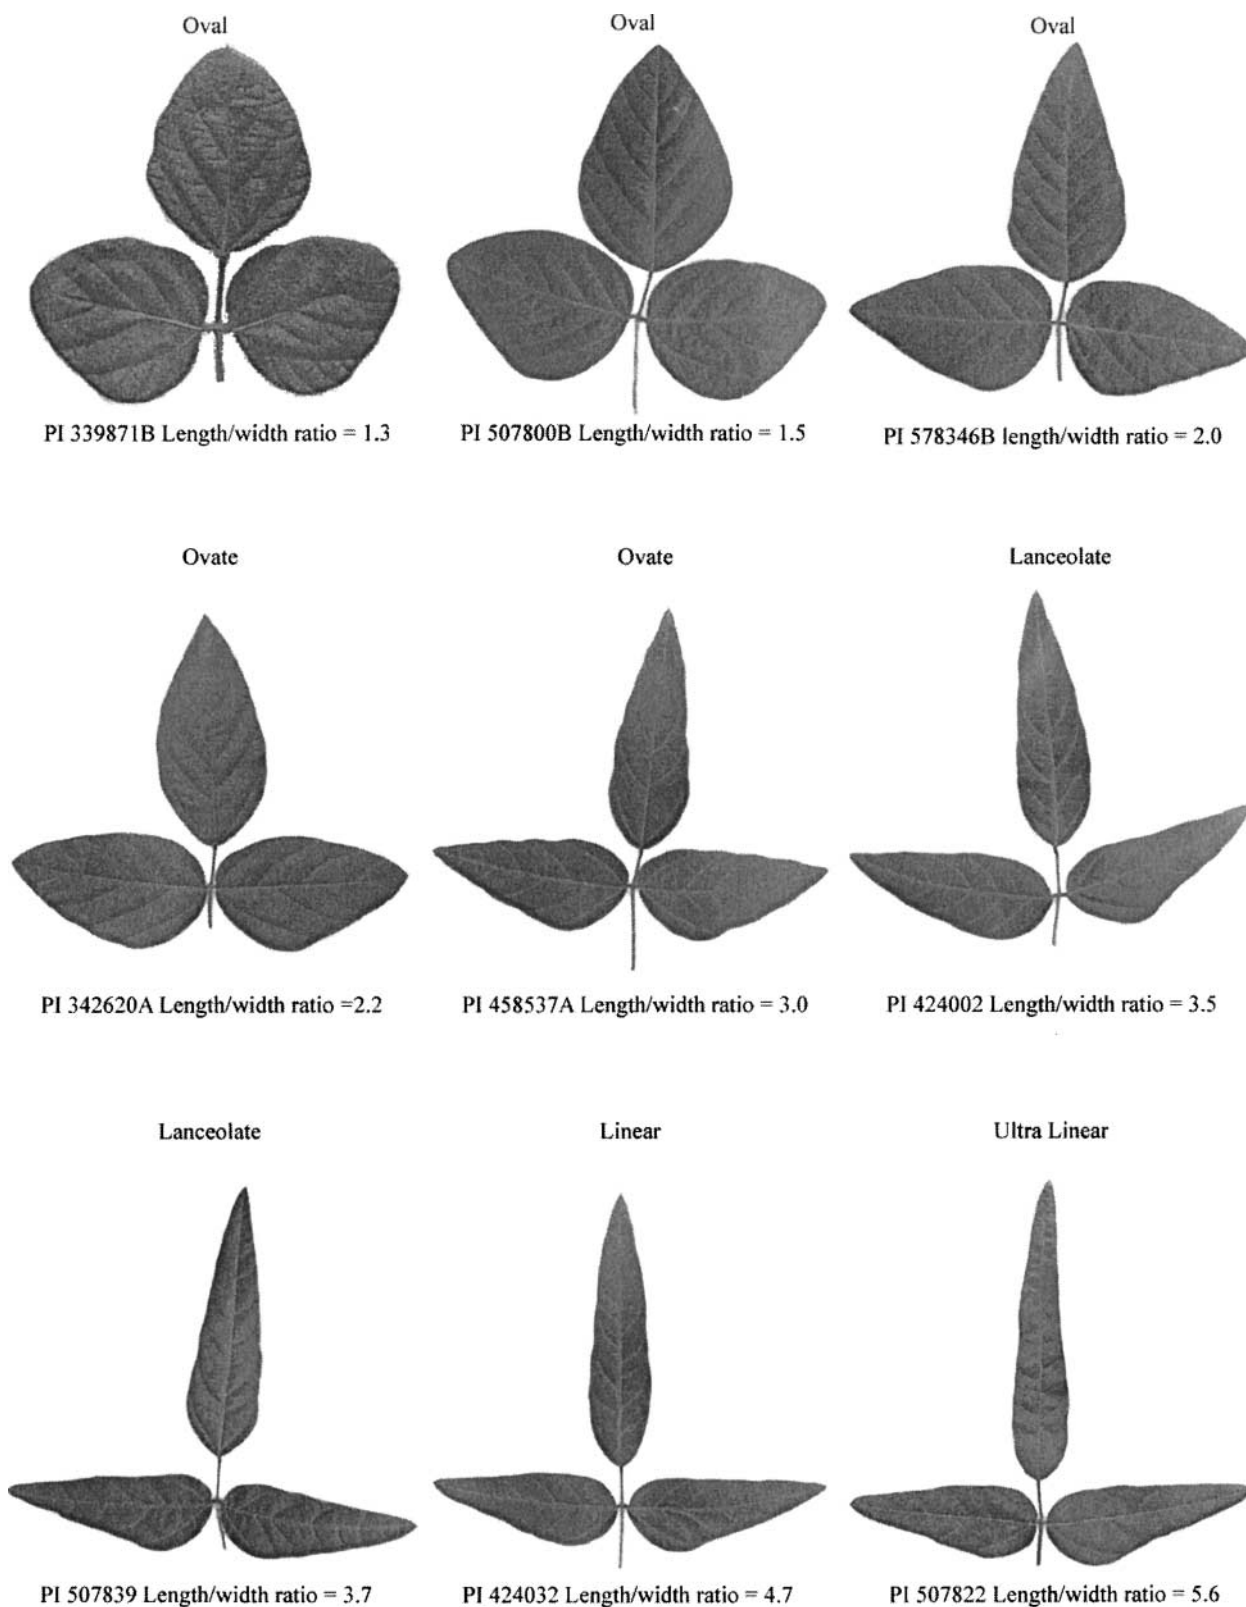 Oval
Oval
Oval
PI 339871B Length/width ratio = 1.3
PI 507800B Length/width ratio = 1.5
PI 578346B length/width ratio = 2.0
Ovate
Ovate
Lanceolate
PI 342620A Length/width ratio =2.2
PI 458537A Length/width ratio = 3.0
PI 424002 Length/width ratio = 3.5
Lanceolate
Linear
Ultra Linear
PI 507839 Length/width ratio = 3.7
PI 424032 Length/width ratio = 4.7
PI 507822 Length/width ratio = 5.6